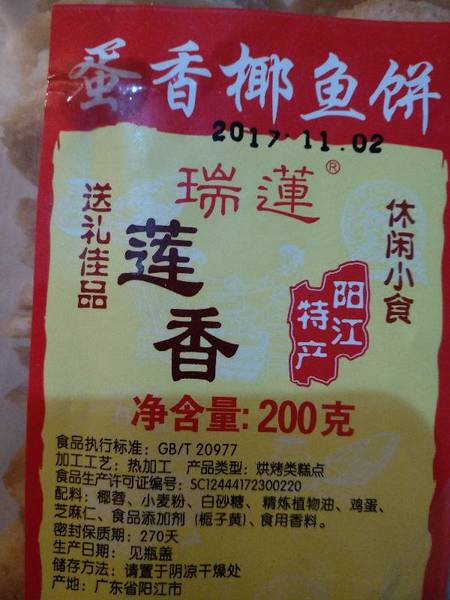 蛋香椰鱼饼
2017.11.02
瑞蓮®
送礼佳品
莲香
休闲小食
阳江
特产
净含量:200克
食品执行标准：GB/T 20977
加工工艺：热加工 产品类型：烘烤类糕点
食品生产许可证编号：SC12444172300220
配料：椰蓉、小麦粉、白砂糖、精炼植物油、鸡蛋、
芝麻仁、食品添加剂（栀子黄）、食用香料。
密封保质期：270天
生产日期：见瓶盖
储存方法：请置于阴凉干燥处
产地：广东省阳江市